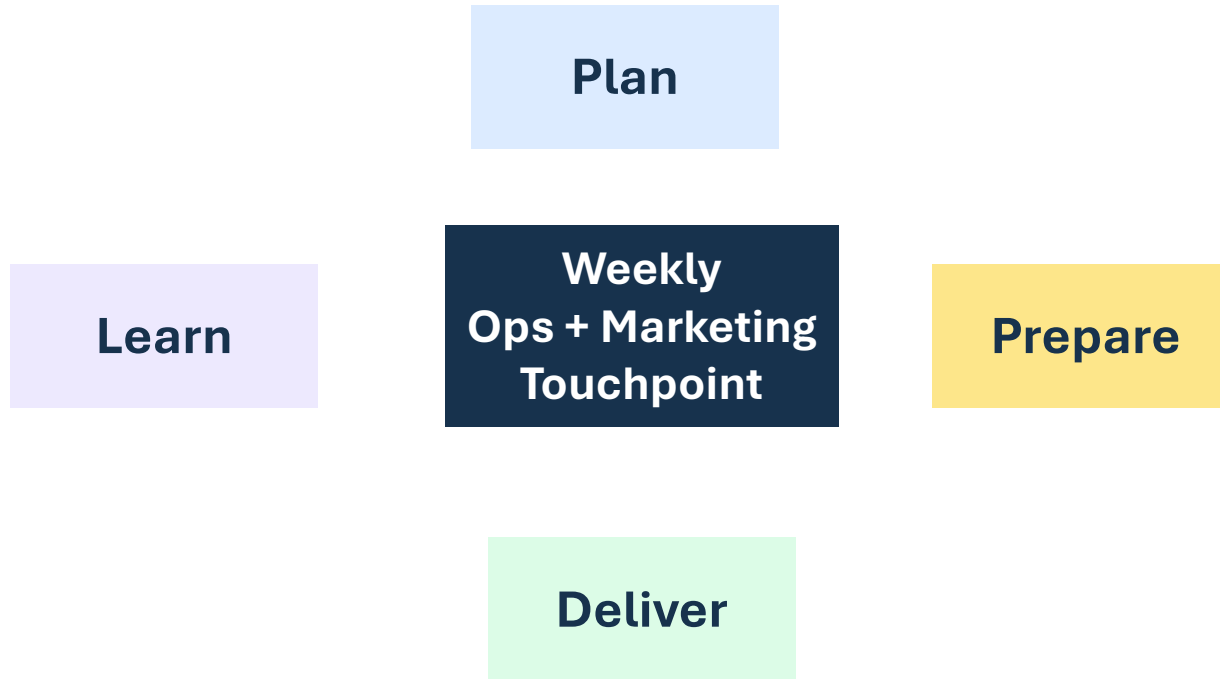 Plan
Weekly
Ops + Marketing
Touchpoint
Learn
Prepare
Deliver